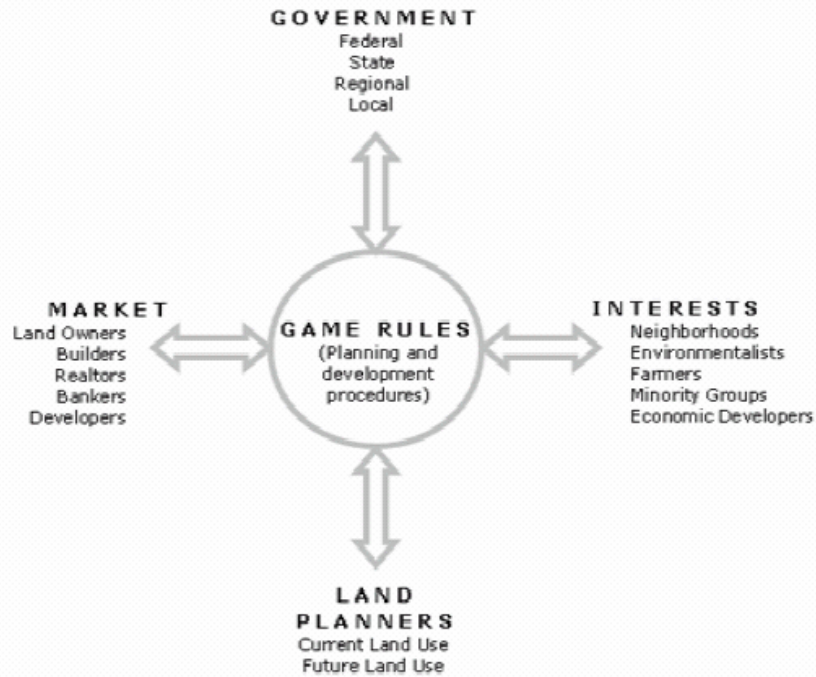 GOVERNMENT
Federal
State
Regional
Local
MARKET
Land Owners
Builders
Realtors
Bankers
Developers
GAME RULES
(Planning and
development
procedures)
INTERESTS
Neighborhoods
Environmentalists
Farmers
Minority Groups
Economic Developers
LAND
PLANNERS
Current Land Use
Future Land Use